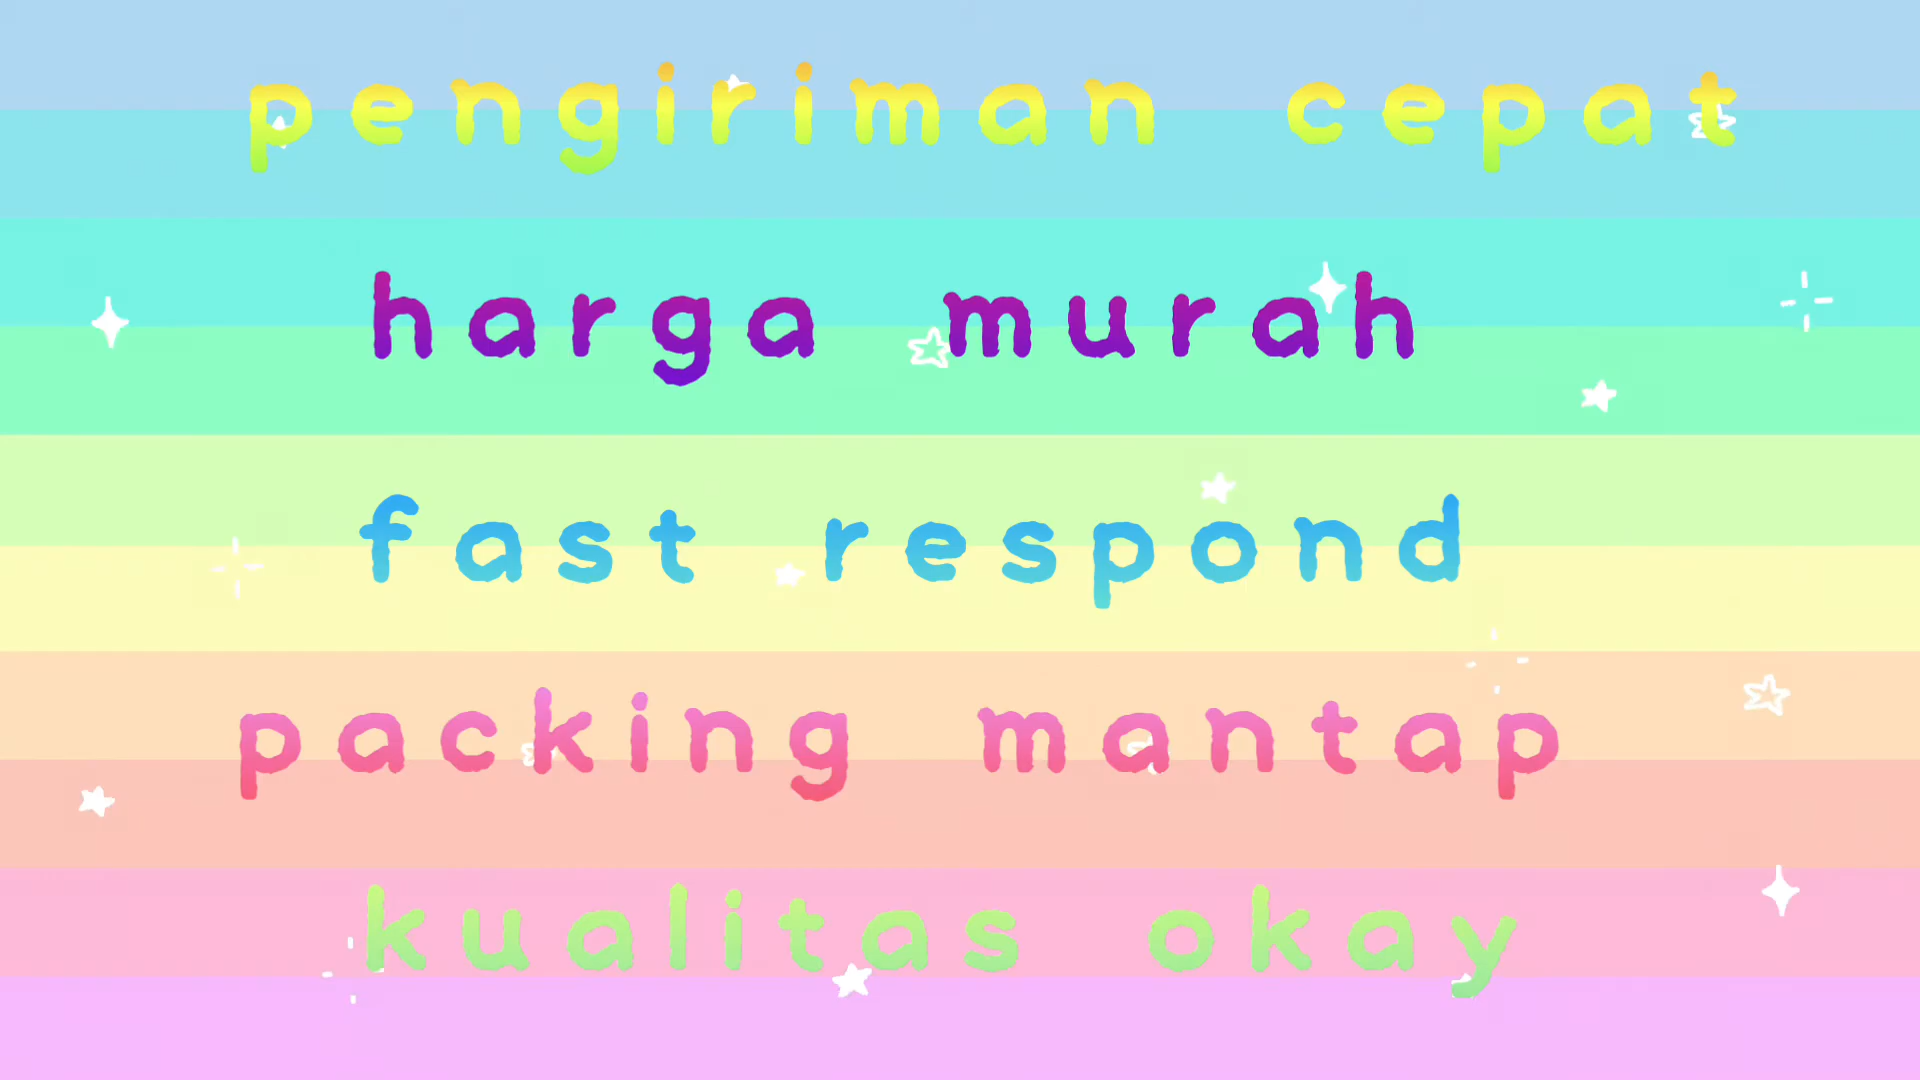 pengiriman cepat
harga murah
fast respond
packing mantap
kualitas okay